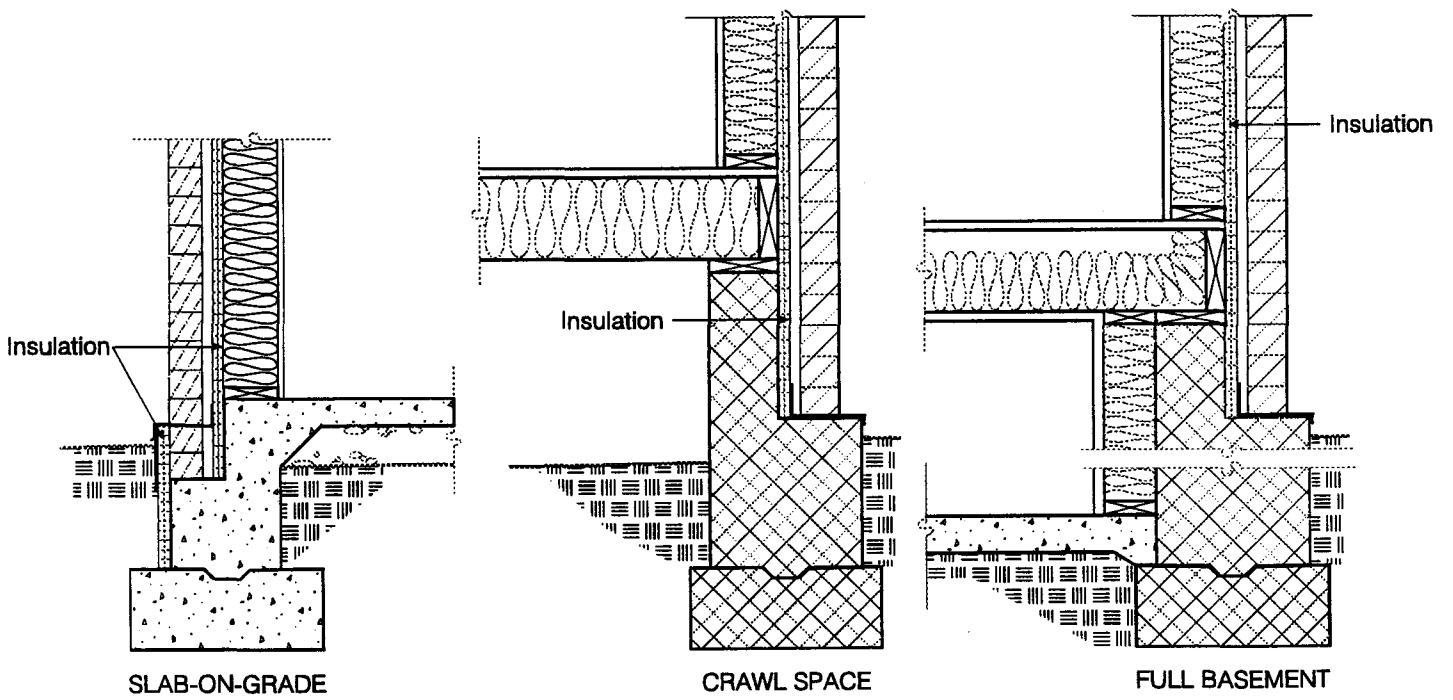 Insulation
Insulation
Insulation
SLAB-ON-GRADE
CRAWL SPACE
FULL BASEMENT